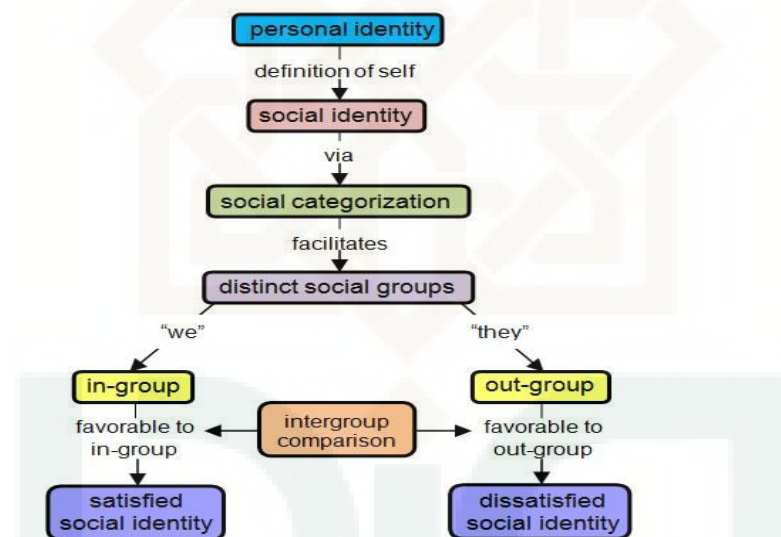 personal identity
definition of self
social identity
via
social categorization
facilitates
distinct social groups
“we”
“they”
in-group
out-group
favorable to
in-group
intergroup
comparison
favorable to
out-group
satisfied
social identity
dissatisfied
social identity